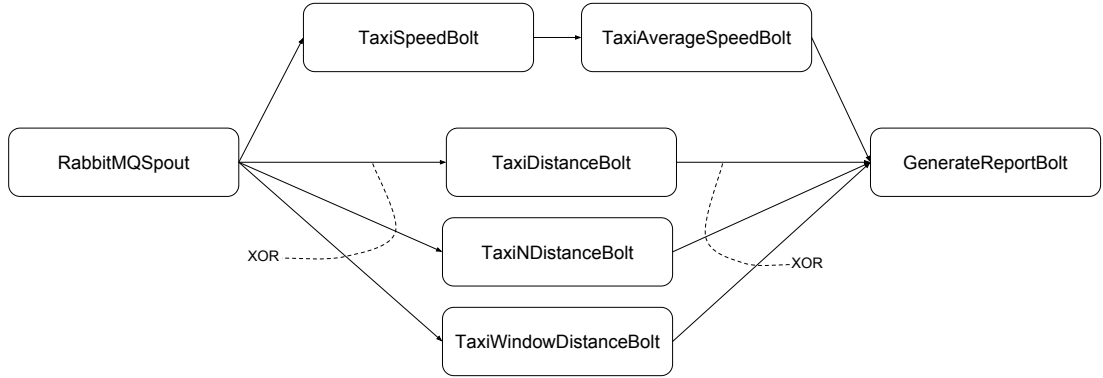 TaxiSpeedBolt
TaxiAverageSpeedBolt
RabbitMQSpout
TaxiDistanceBolt
GenerateReportBolt
TaxiNDistanceBolt
XOR
XOR
TaxiWindowDistanceBolt